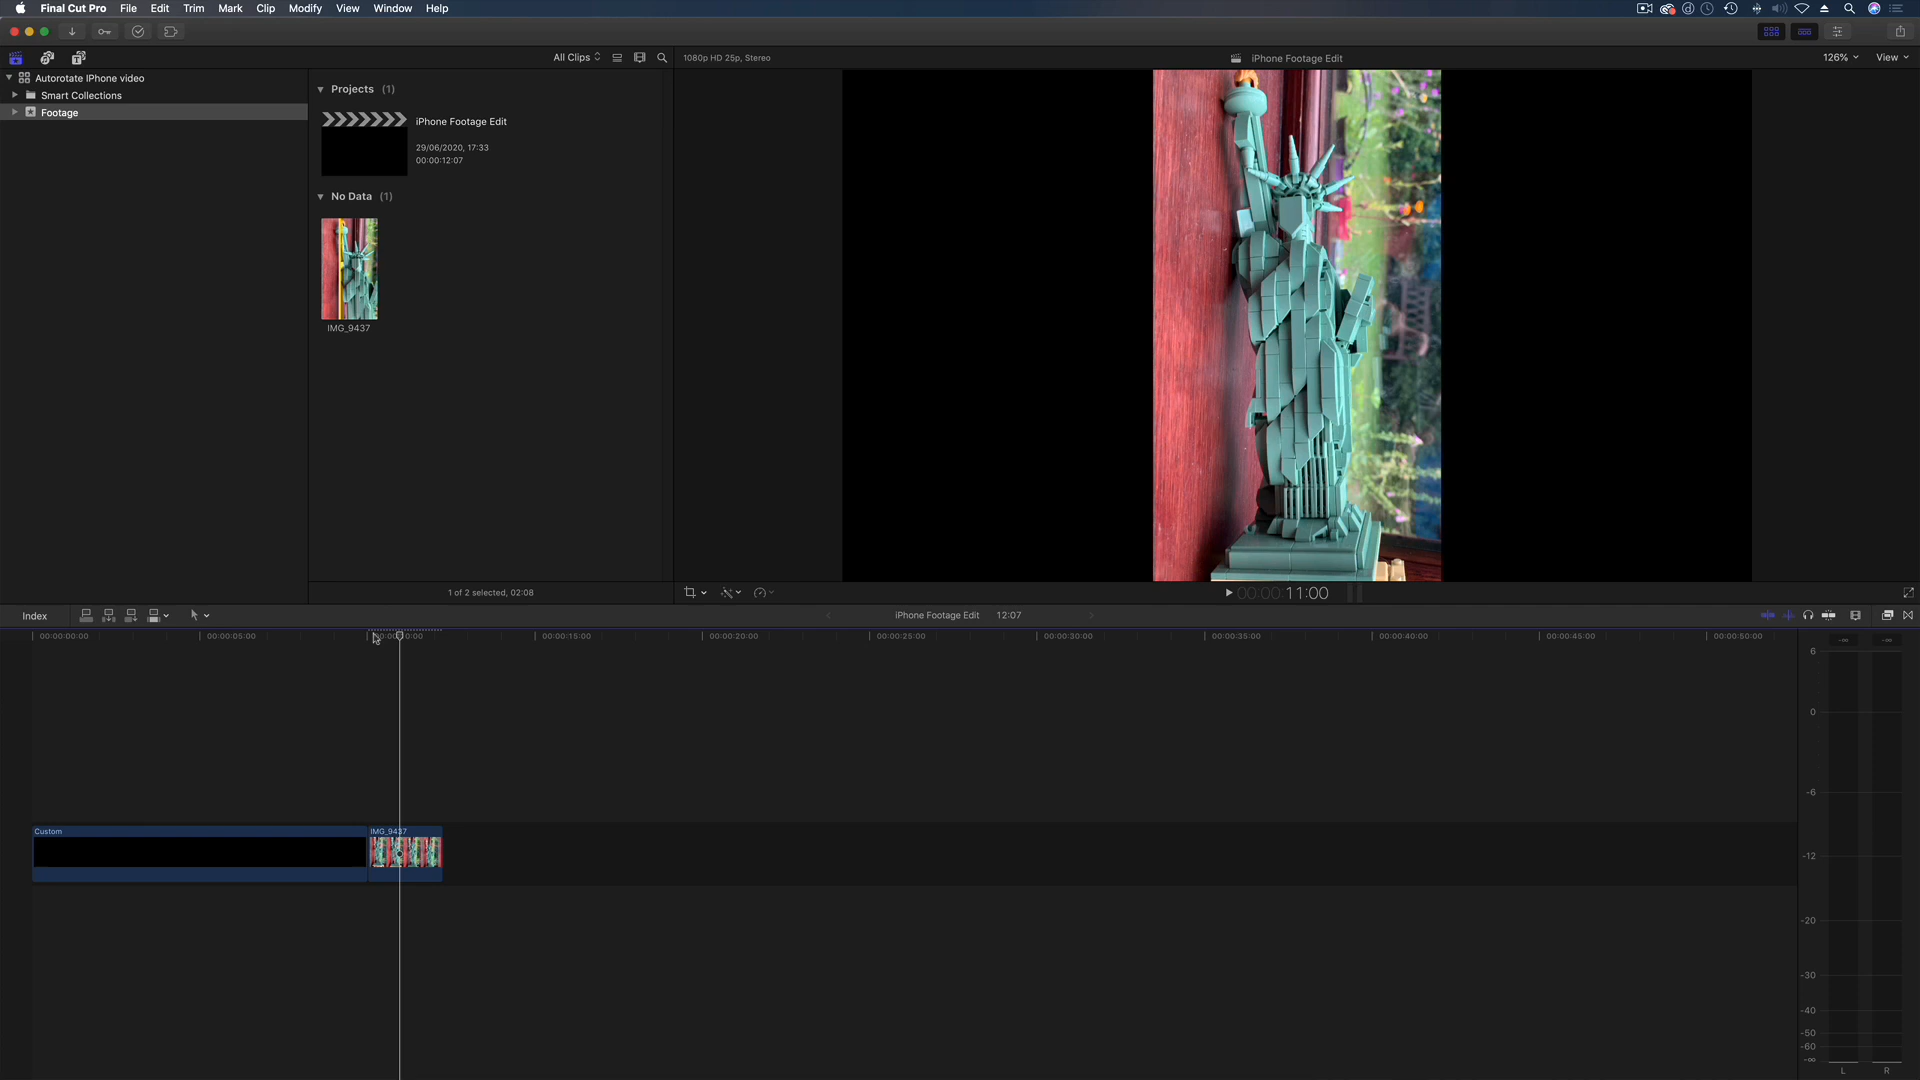 Final Cut Pro File Edit Trim Mark Clip Modify View Window Help
All Clips
1080p HD 25p, Stereo
iPhone Footage Edit
126%
View
Autorotate IPhone video
Smart Collections
Footage
Projects (1)
iPhone Footage Edit
29/06/2020, 17:33
00:00:12:07
No Data (1)
IMG_9437
1 of 2 selected, 02:08
00:00:11:00
Index
iPhone Footage Edit 12:07
00:00:00:00 00:00:05:00 00:00:15:00 00:00:20:00 00:00:25:00 00:00:30:00 00:00:35:00 00:00:40:00 00:00:45:00 00:00:50:00
-∞ -∞
6
0
-6
-12
-20
-30
-40
-50
-60
-∞
L R
Custom
IMG_9437